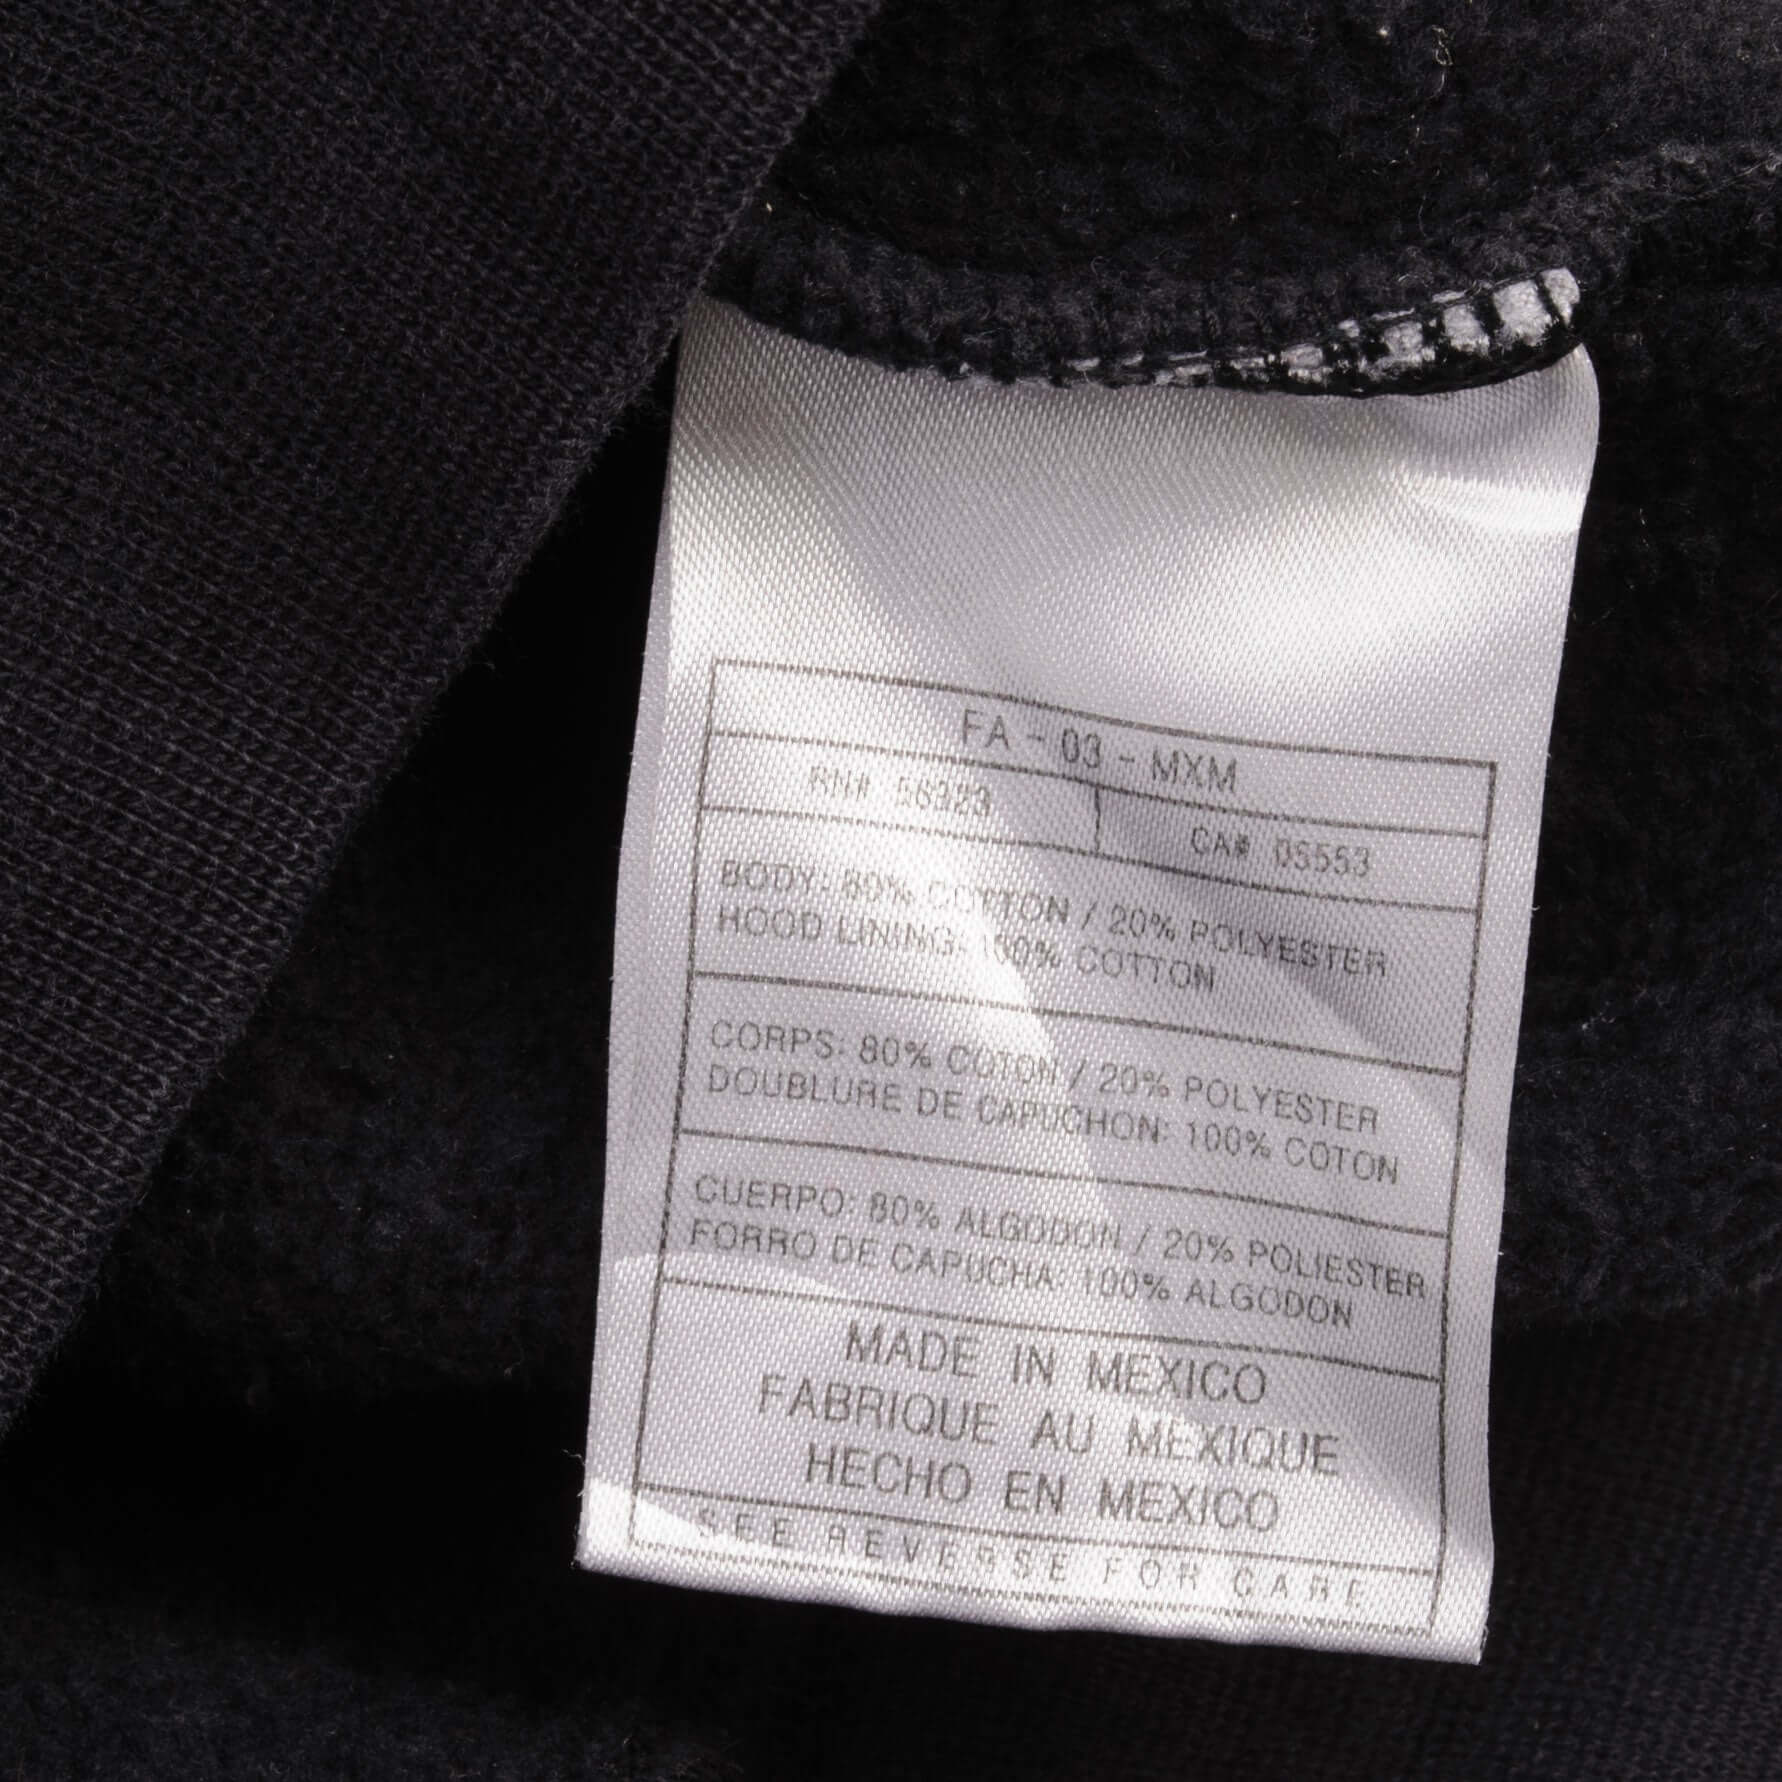 FA - 03 - MXM
RN# 56323 CA# 05553
BODY: 80% COTTON / 20% POLYESTER
HOOD LINING: 100% COTTON
CORPS: 80% COTON / 20% POLYESTER
DOUBLURE DE CAPUCHON: 100% COTON
CUERPO: 80% ALGODON / 20% POLIESTER
FORRO DE CAPUCHA: 100% ALGODON
MADE IN MEXICO
FABRIQUE AU MEXIQUE
HECHO EN MEXICO
SEE REVERSE FOR CARE